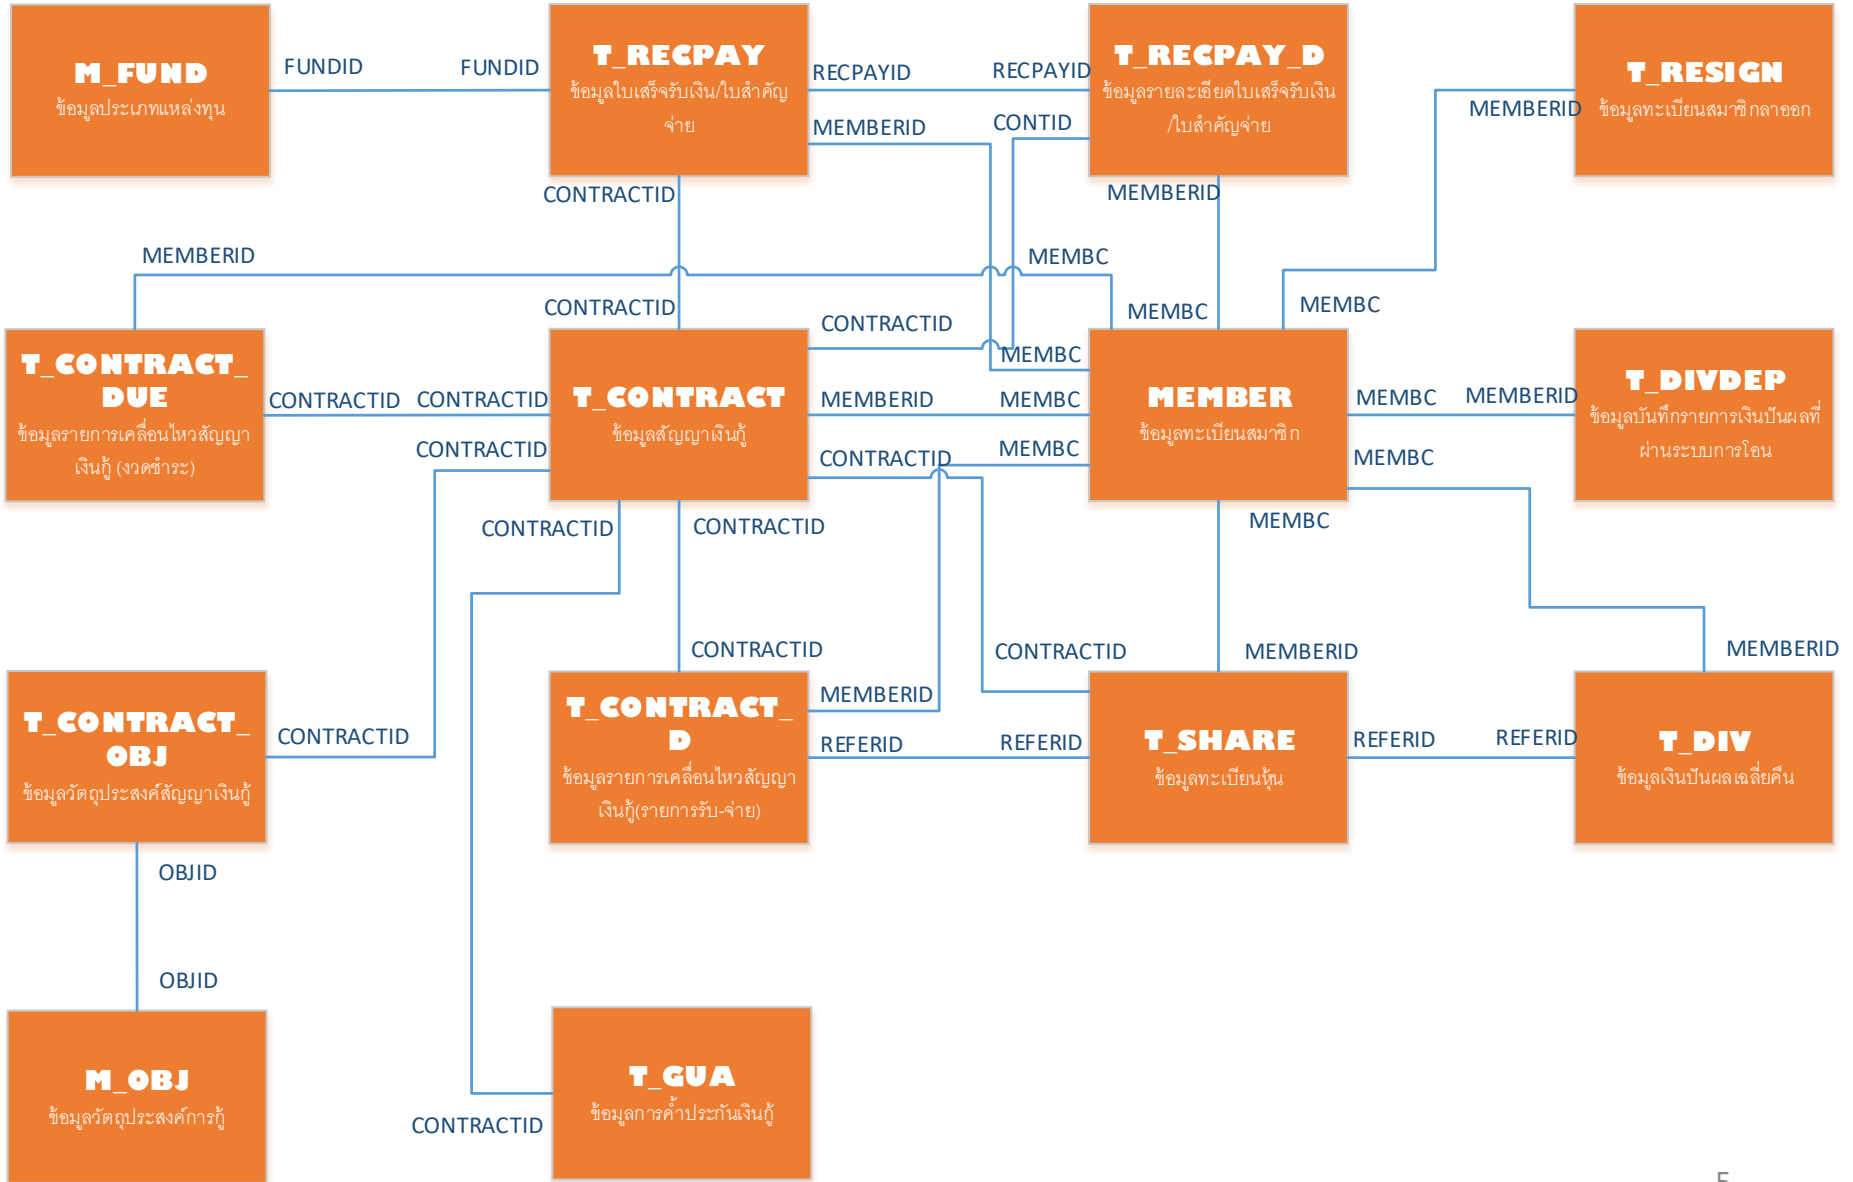 M_FUND
ข้อมูลประเภทแหล่งทุน
FUNDID
FUNDID
T_RECPAY
ข้อมูลใบเสร็จรับเงิน/ใบสำคัญ
จ่าย
RECPAYID
RECPAYID
MEMBERID
CONTID
T_RECPAY_D
ข้อมูลรายละเอียดใบเสร็จรับเงิน
/ใบสำคัญจ่าย
MEMBERID
T_RESIGN
ข้อมูลทะเบียนสมาชิกลาออก
CONTRACTID
MEMBERID
MEMBERID
MEMBC
CONTRACTID
CONTRACTID
MEMBC
MEMBC
MEMBC
T_CONTRACT_
DUE
ข้อมูลรายการเคลื่อนไหวสัญญา
เงินกู้ (งวดชำระ)
CONTRACTID
CONTRACTID
CONTRACTID
T_CONTRACT
ข้อมูลสัญญาเงินกู้
MEMBERID
MEMBC
CONTRACTID
MEMBC
MEMBER
ข้อมูลทะเบียนสมาชิก
MEMBC
MEMBERID
MEMBC
T_DIVDEP
ข้อมูลบันทึกรายการเงินปันผลที่
ผ่านระบบการโอน
CONTRACTID
CONTRACTID
MEMBC
CONTRACTID
CONTRACTID
MEMBERID
MEMBERID
T_CONTRACT_
OBJ
ข้อมูลวัตถุประสงค์สัญญาเงินกู้
CONTRACTID
T_CONTRACT_
D
ข้อมูลรายการเคลื่อนไหวสัญญา
เงินกู้(รายการรับ-จ่าย)
MEMBERID
REFERID
REFERID
T_SHARE
ข้อมูลทะเบียนหุ้น
REFERID
REFERID
T_DIV
ข้อมูลเงินปันผลเฉลี่ยคืน
OBJID
OBJID
M_OBJ
ข้อมูลวัตถุประสงค์การกู้
CONTRACTID
T_GUA
ข้อมูลการค้ำประกันเงินกู้
5